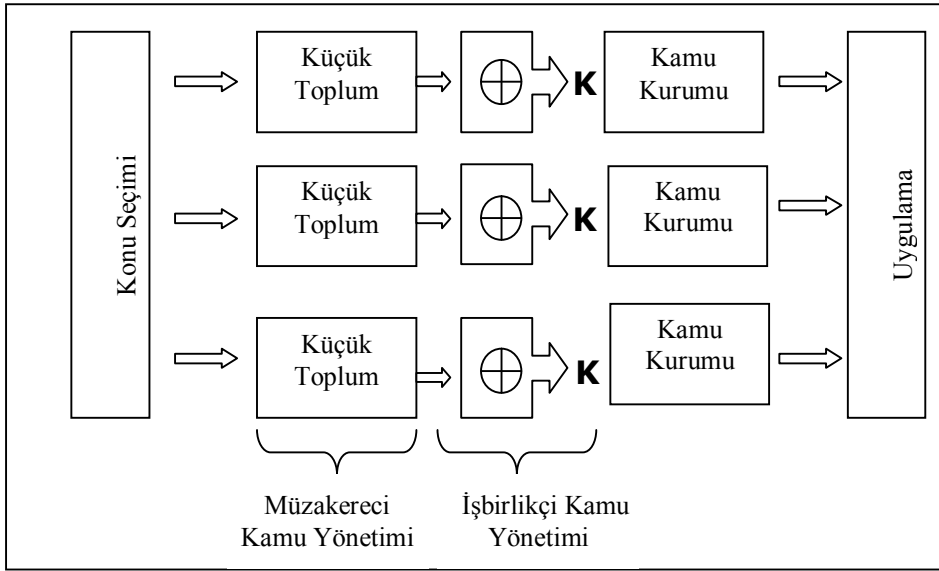 Konu Seçimi
Küçük
Toplum
K
Kamu
Kurumu
Küçük
Toplum
K
Kamu
Kurumu
Küçük
Toplum
K
Kamu
Kurumu
Uygulama
Müzakereci
Kamu Yönetimi
İşbirlikçi Kamu
Yönetimi